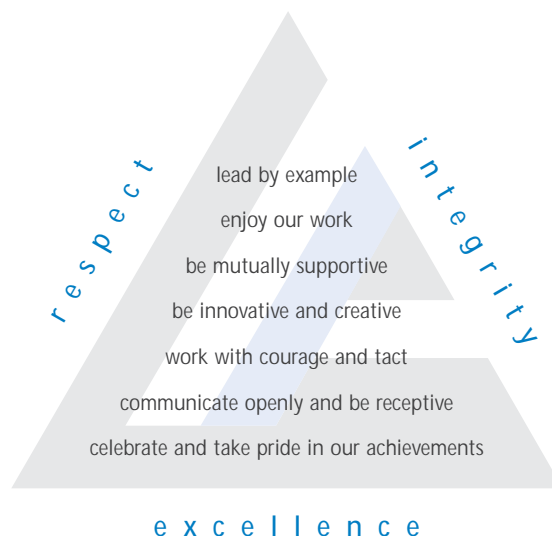 respect
integrity
lead by example
enjoy our work
be mutually supportive
be innovative and creative
work with courage and tact
communicate openly and be receptive
celebrate and take pride in our achievements
excellence